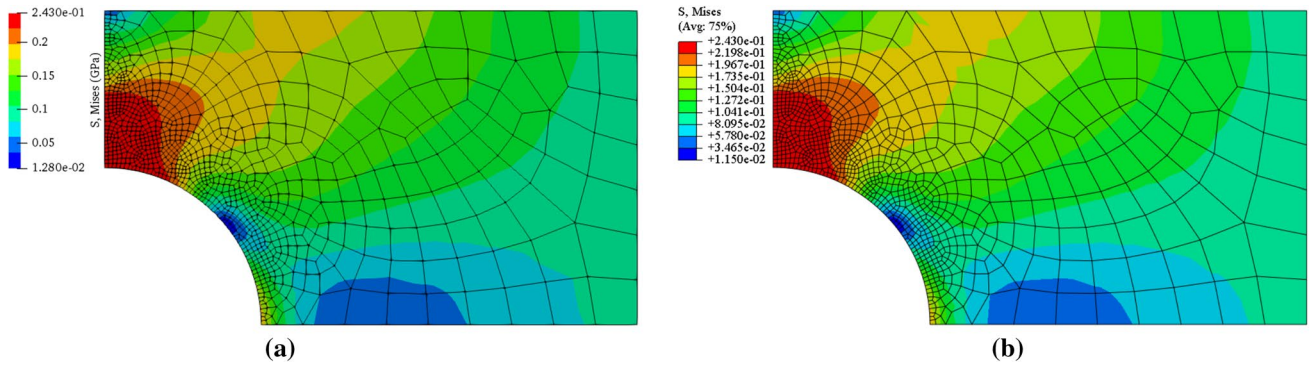 2.430e-01
0.2
0.15
0.1
0.05
1.280e-02
S, Mises (GPa)
(a)
S, Mises
(Avg: 75%)
+2.430e-01
+2.198e-01
+1.967e-01
+1.735e-01
+1.504e-01
+1.272e-01
+1.041e-01
+8.095e-02
+5.780e-02
+3.465e-02
+1.150e-02
(b)